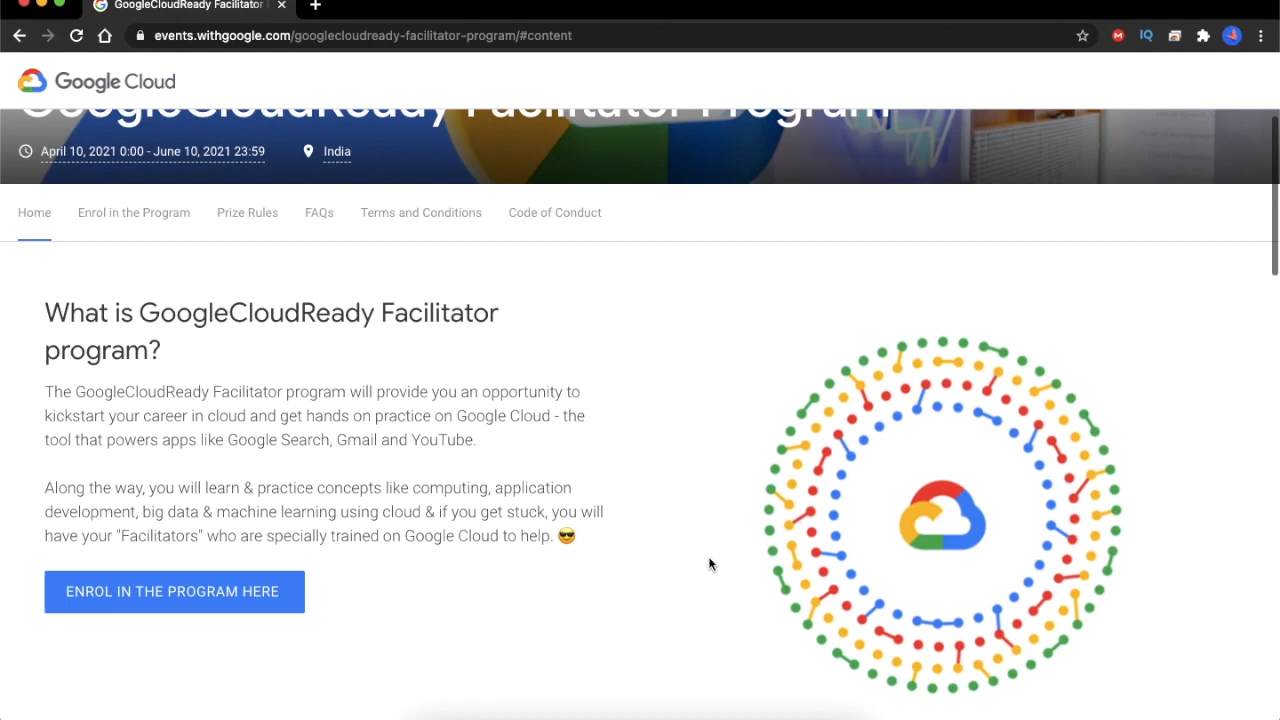 GoogleCloudReady Facilitator
events.withgoogle.com/googlecloudready-facilitator-program/#content
IQ
Google Cloud
GoogleCloudReady Facilitator Program
April 10, 2021 0:00 - June 10, 2021 23:59
India
Home
Enrol in the Program
Prize Rules
FAQs
Terms and Conditions
Code of Conduct
What is GoogleCloudReady Facilitator
program?
The GoogleCloudReady Facilitator program will provide you an opportunity to
kickstart your career in cloud and get hands on practice on Google Cloud - the
tool that powers apps like Google Search, Gmail and YouTube.
Along the way, you will learn & practice concepts like computing, application
development, big data & machine learning using cloud & if you get stuck, you will
have your "Facilitators" who are specially trained on Google Cloud to help. 😎
ENROL IN THE PROGRAM HERE